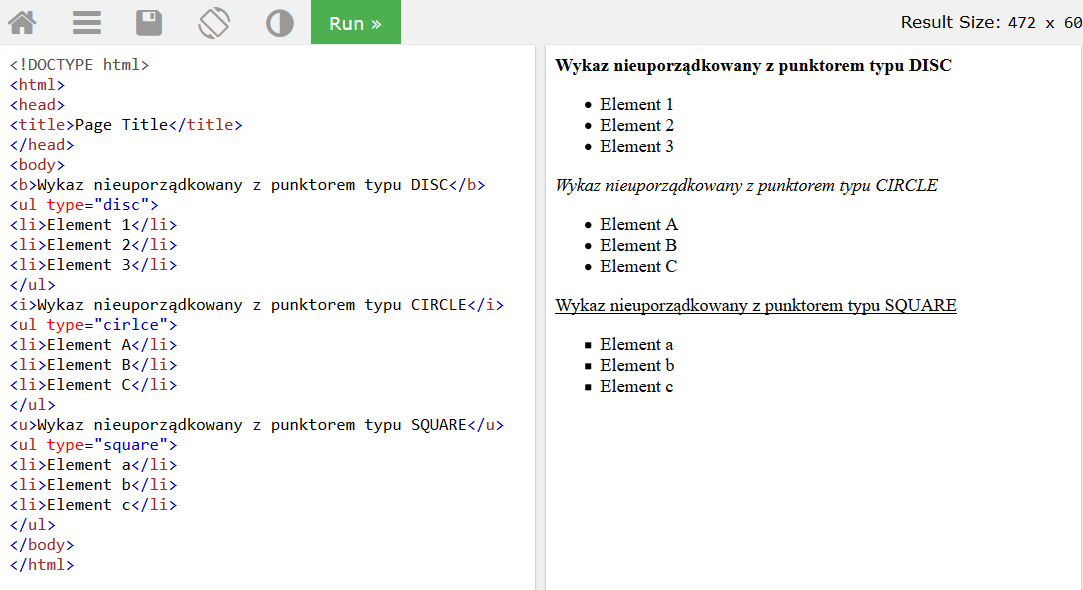 Run »
Result Size: 472 x 60
<!DOCTYPE html>
<html>
<head>
<title>Page Title</title>
</head>
<body>
<b>Wykaz nieuporządkowany z punktorem typu DISC</b>
<ul type="disc">
<li>Element 1</li>
<li>Element 2</li>
<li>Element 3</li>
</ul>
<i>Wykaz nieuporządkowany z punktorem typu CIRCLE</i>
<ul type="cirlce">
<li>Element A</li>
<li>Element B</li>
<li>Element C</li>
</ul>
<u>Wykaz nieuporządkowany z punktorem typu SQUARE</u>
<ul type="square">
<li>Element a</li>
<li>Element b</li>
<li>Element c</li>
</ul>
</body>
</html>
Wykaz nieuporządkowany z punktorem typu DISC
• Element 1
• Element 2
• Element 3
Wykaz nieuporządkowany z punktorem typu CIRCLE
• Element A
• Element B
• Element C
Wykaz nieuporządkowany z punktorem typu SQUARE
▪ Element a
▪ Element b
▪ Element c